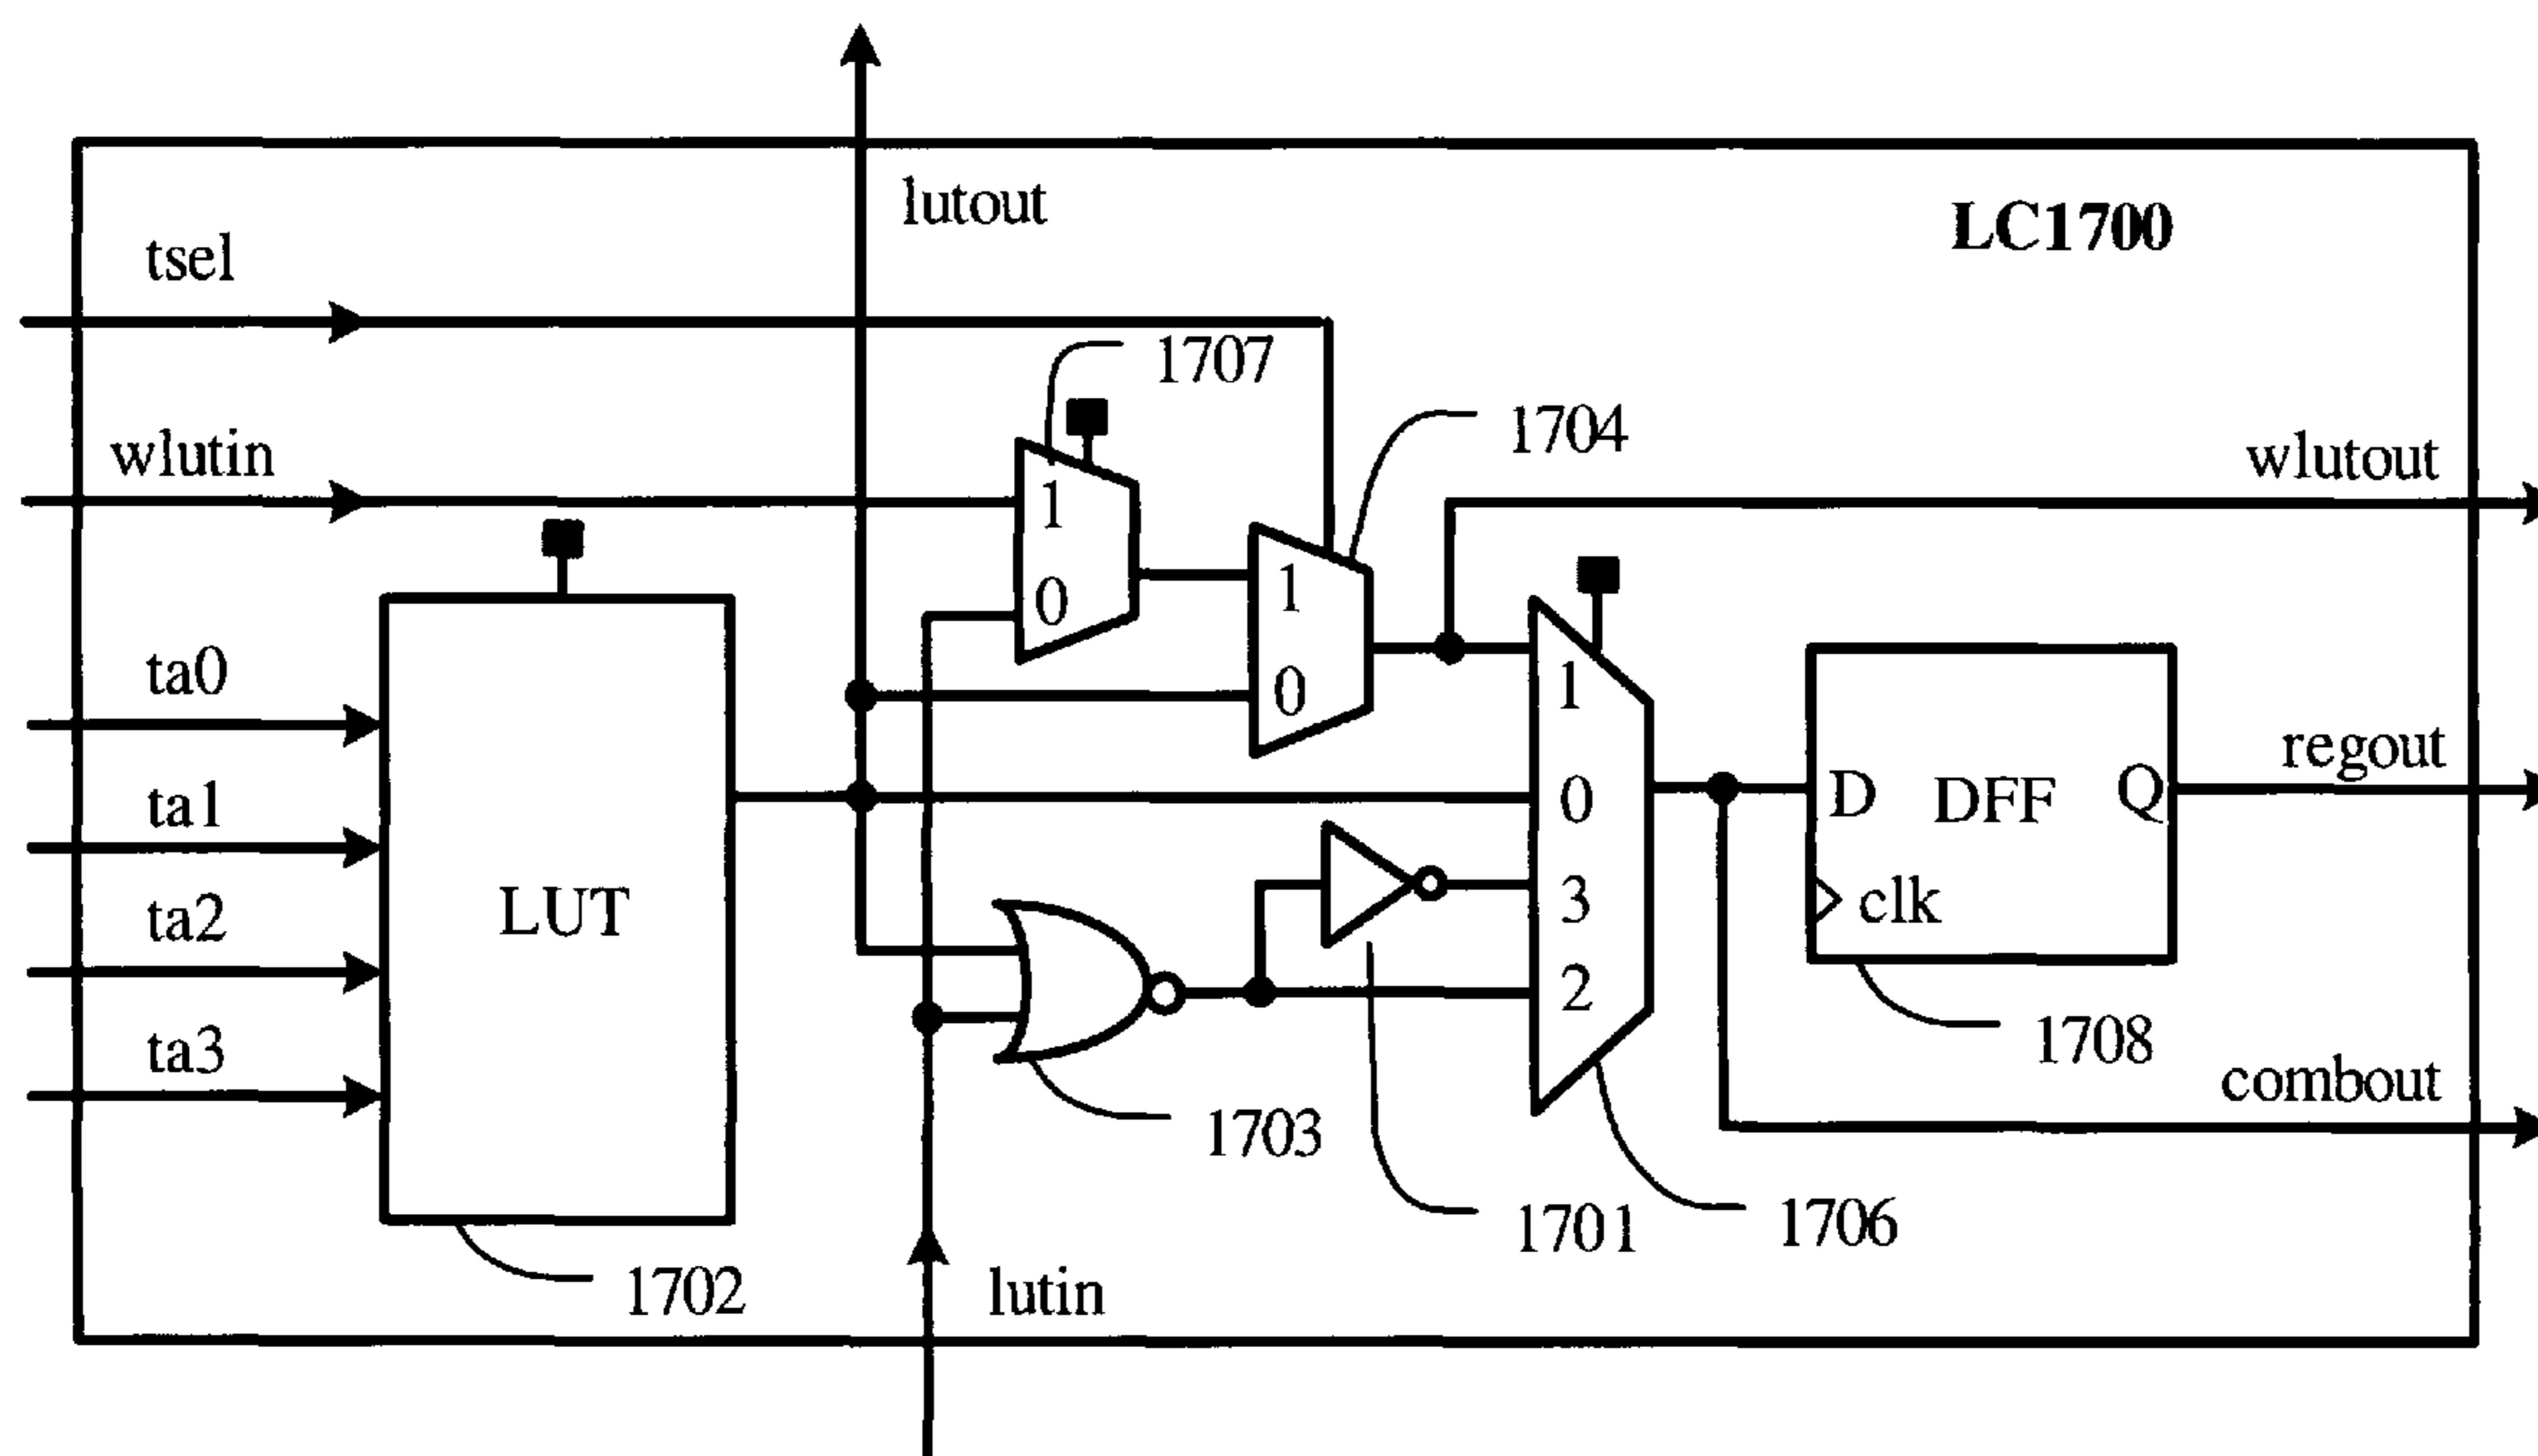 lutout
LC1700
tsel
1707
1704
wlutin
wlutout
1
1
0
ta0
1
0
regout
ta1
0
D DFF Q
LUT
3
clk
ta2
2
ta3
1708
combout
1703
1701
1706
1702
lutin